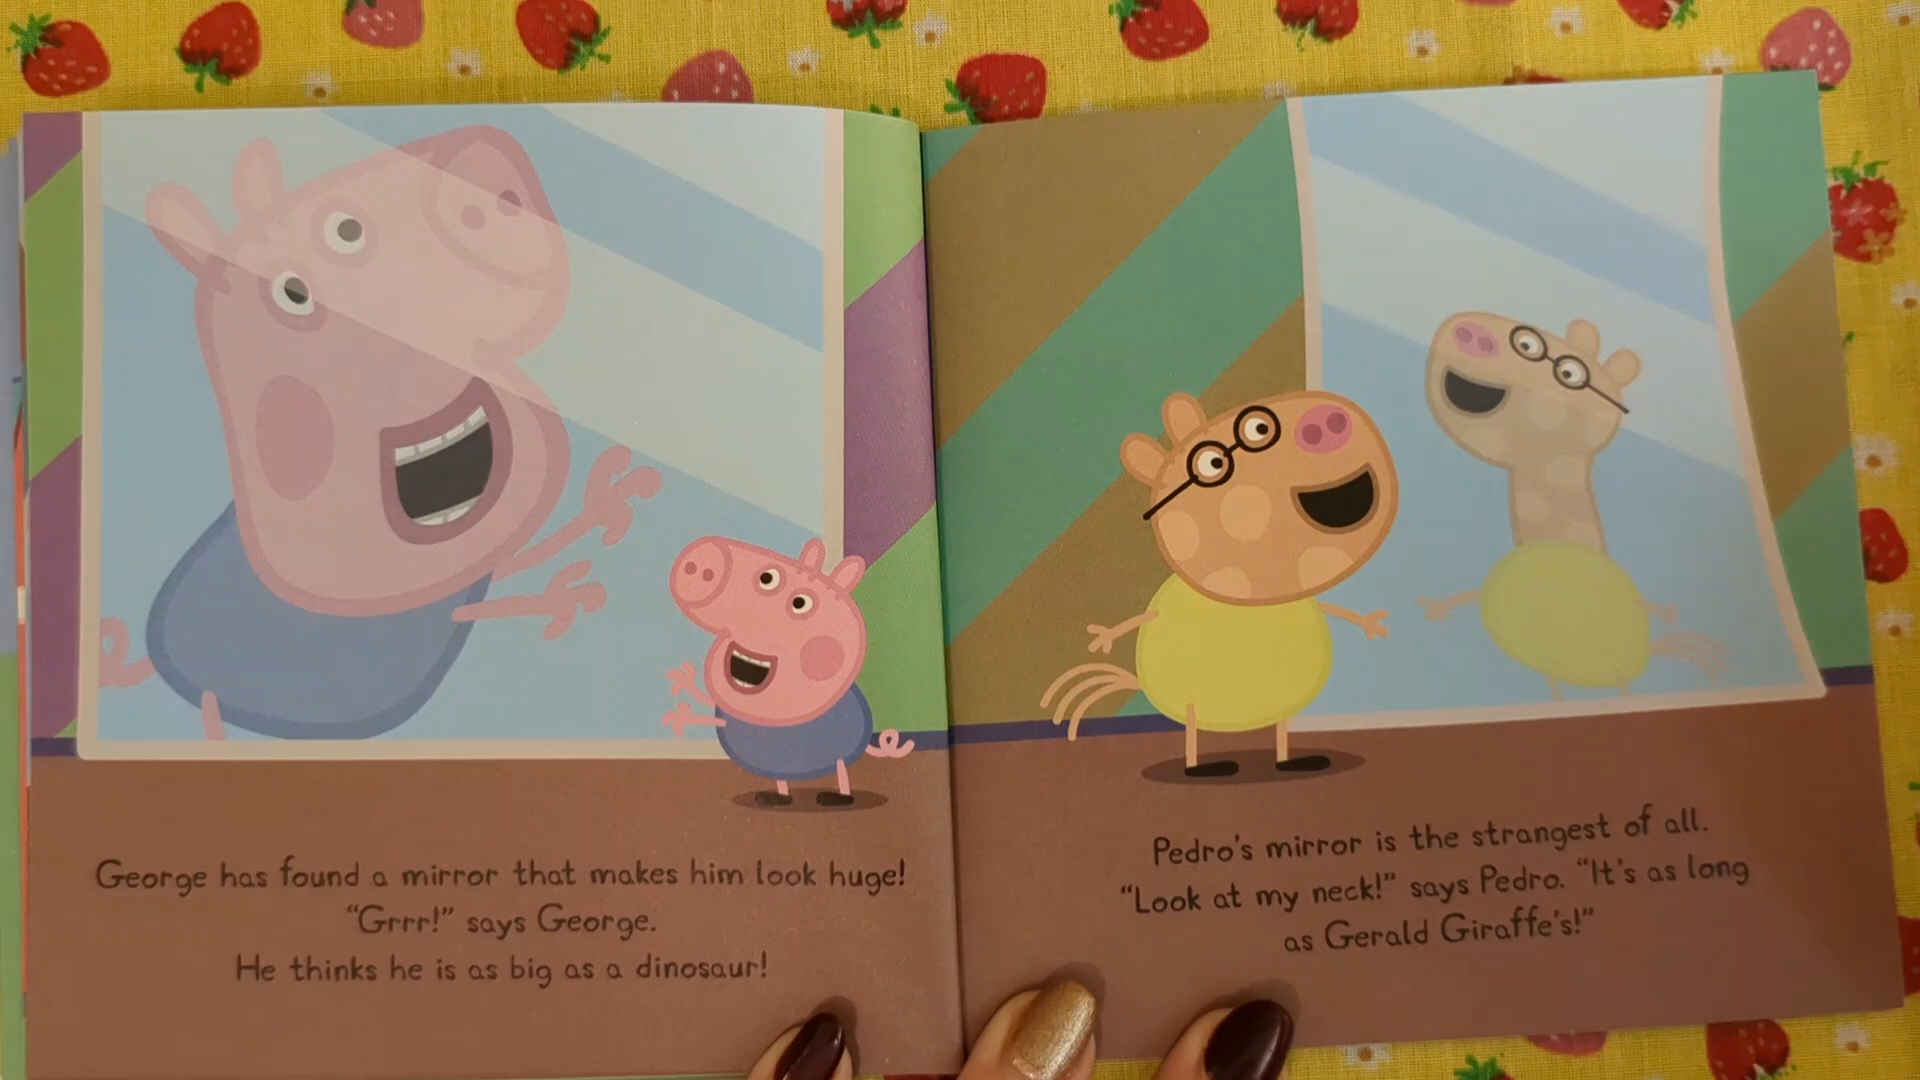 George has found a mirror that makes him look huge!
“Grrr!” says George.
He thinks he is as big as a dinosaur!
Pedro's mirror is the strangest of all.
“Look at my neck!” says Pedro. “It's as long
as Gerald Giraffe's!”